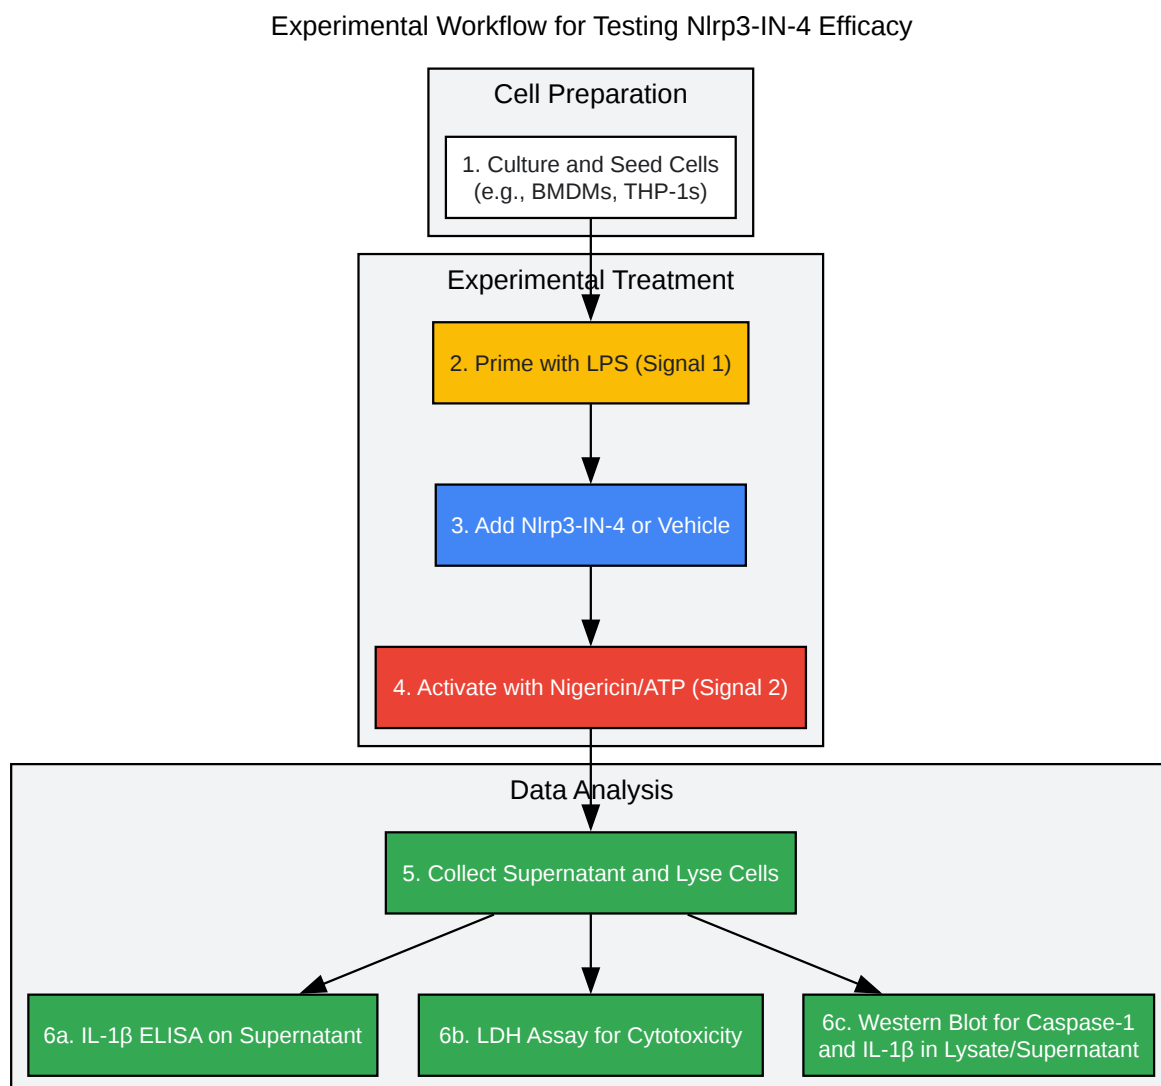 Experimental Workflow for Testing Nlrp3-IN-4 Efficacy
Cell Preparation
1. Culture and Seed Cells
(e.g., BMDMs, THP-1s)
Experimental Treatment
2. Prime with LPS (Signal 1)
3. Add Nlrp3-IN-4 or Vehicle
4. Activate with Nigericin/ATP (Signal 2)
Data Analysis
5. Collect Supernatant and Lyse Cells
6a. IL-1β ELISA on Supernatant
6b. LDH Assay for Cytotoxicity
6c. Western Blot for Caspase-1
and IL-1β in Lysate/Supernatant